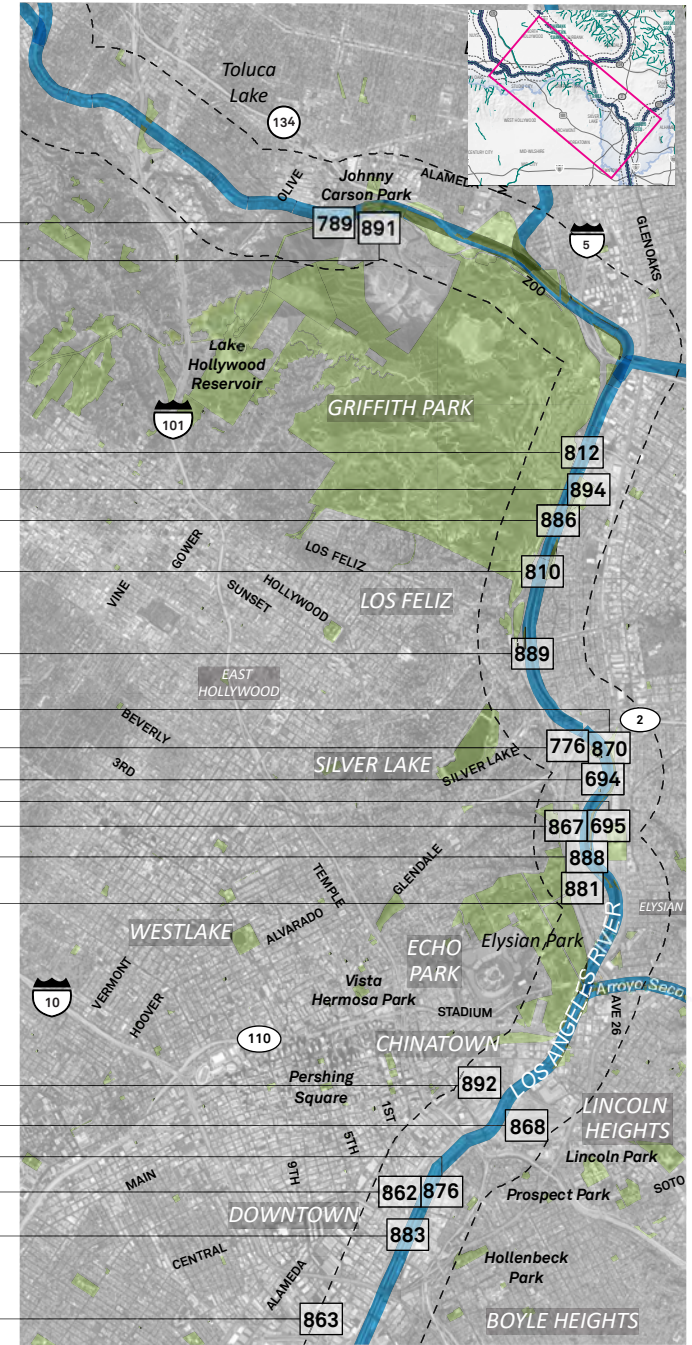 Toluca
Lake
134
OLIVE
Johnny
Carson Park
789
891
5
GLENOAKS
ZOO
Lake
Hollywood
Reservoir
101
GRIFFITH PARK
812
894
886
810
LOS FELIZ
GOWER
VINE
SUNSET
HOLLYWOOD
LOS FELIZ
889
EAST
HOLLYWOOD
BEVERLY
3RD
2
776
870
SILVER LAKE
SILVER LAKE
694
867
695
888
881
TEMPLE
GLENDALE
ALVARADO
WESTLAKE
ELYSIAN
ECHO
PARK
Elysian Park
LOS ANGELES RIVER
Arroyo Seco
AVE 26
VERMONT
HOOVER
10
Vista
Hermosa Park
STADIUM
110
CHINATOWN
Pershing
Square
892
1ST
5TH
9TH
868
LINCOLN
HEIGHTS
Lincoln Park
SOTO
MAIN
862
876
Prospect Park
DOWNTOWN
883
CENTRAL
ALAMEDA
Hollenbeck
Park
863
BOYLE HEIGHTS